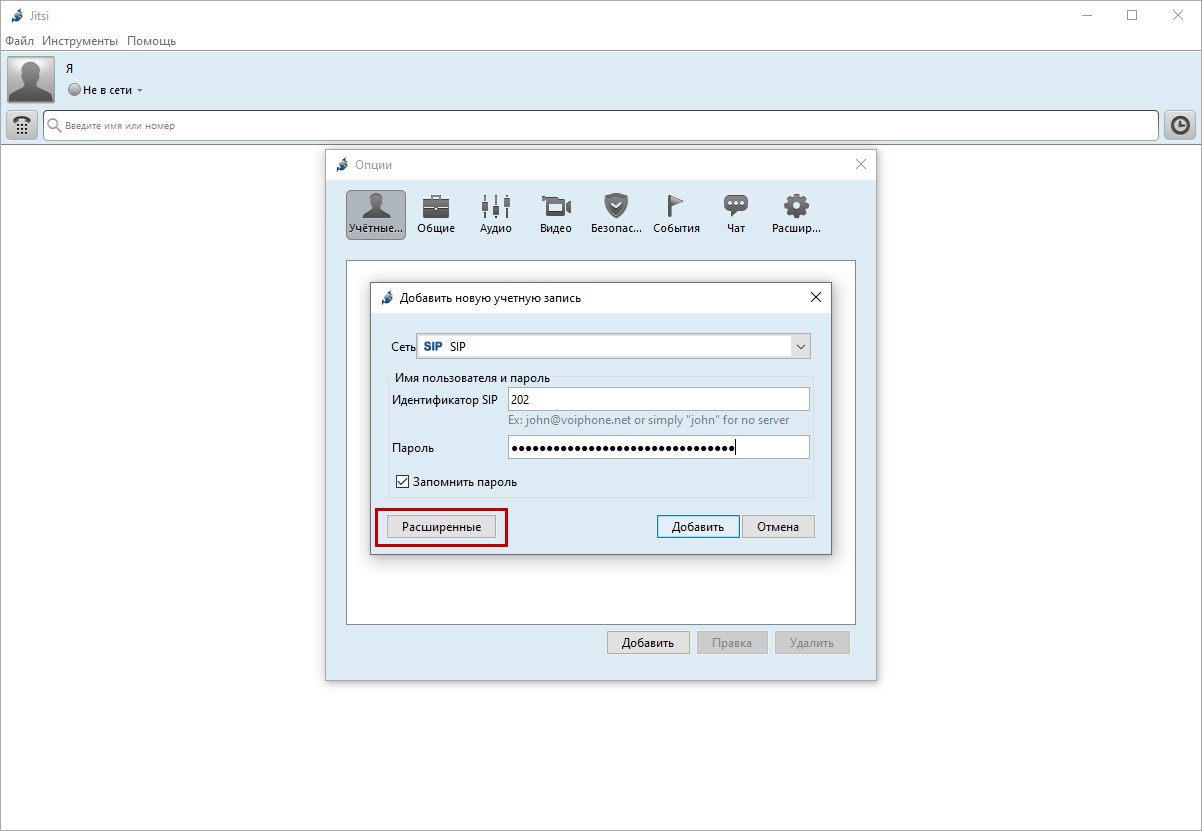 Jitsi
Файл Инструменты Помощь
Я
Не в сети
Введите имя или номер
Опции
Учётные... Общие Аудио Видео Безопас... События Чат Расшир...
Добавить новую учетную запись
Сеть SIP SIP
Имя пользователя и пароль
Идентификатор SIP 202
Ex: john@voiphone.net or simply "john" for no server
Пароль ••••••••••••••••••••••••••••••••
Запомнить пароль
Расширенные Добавить Отмена
Добавить Правка Удалить